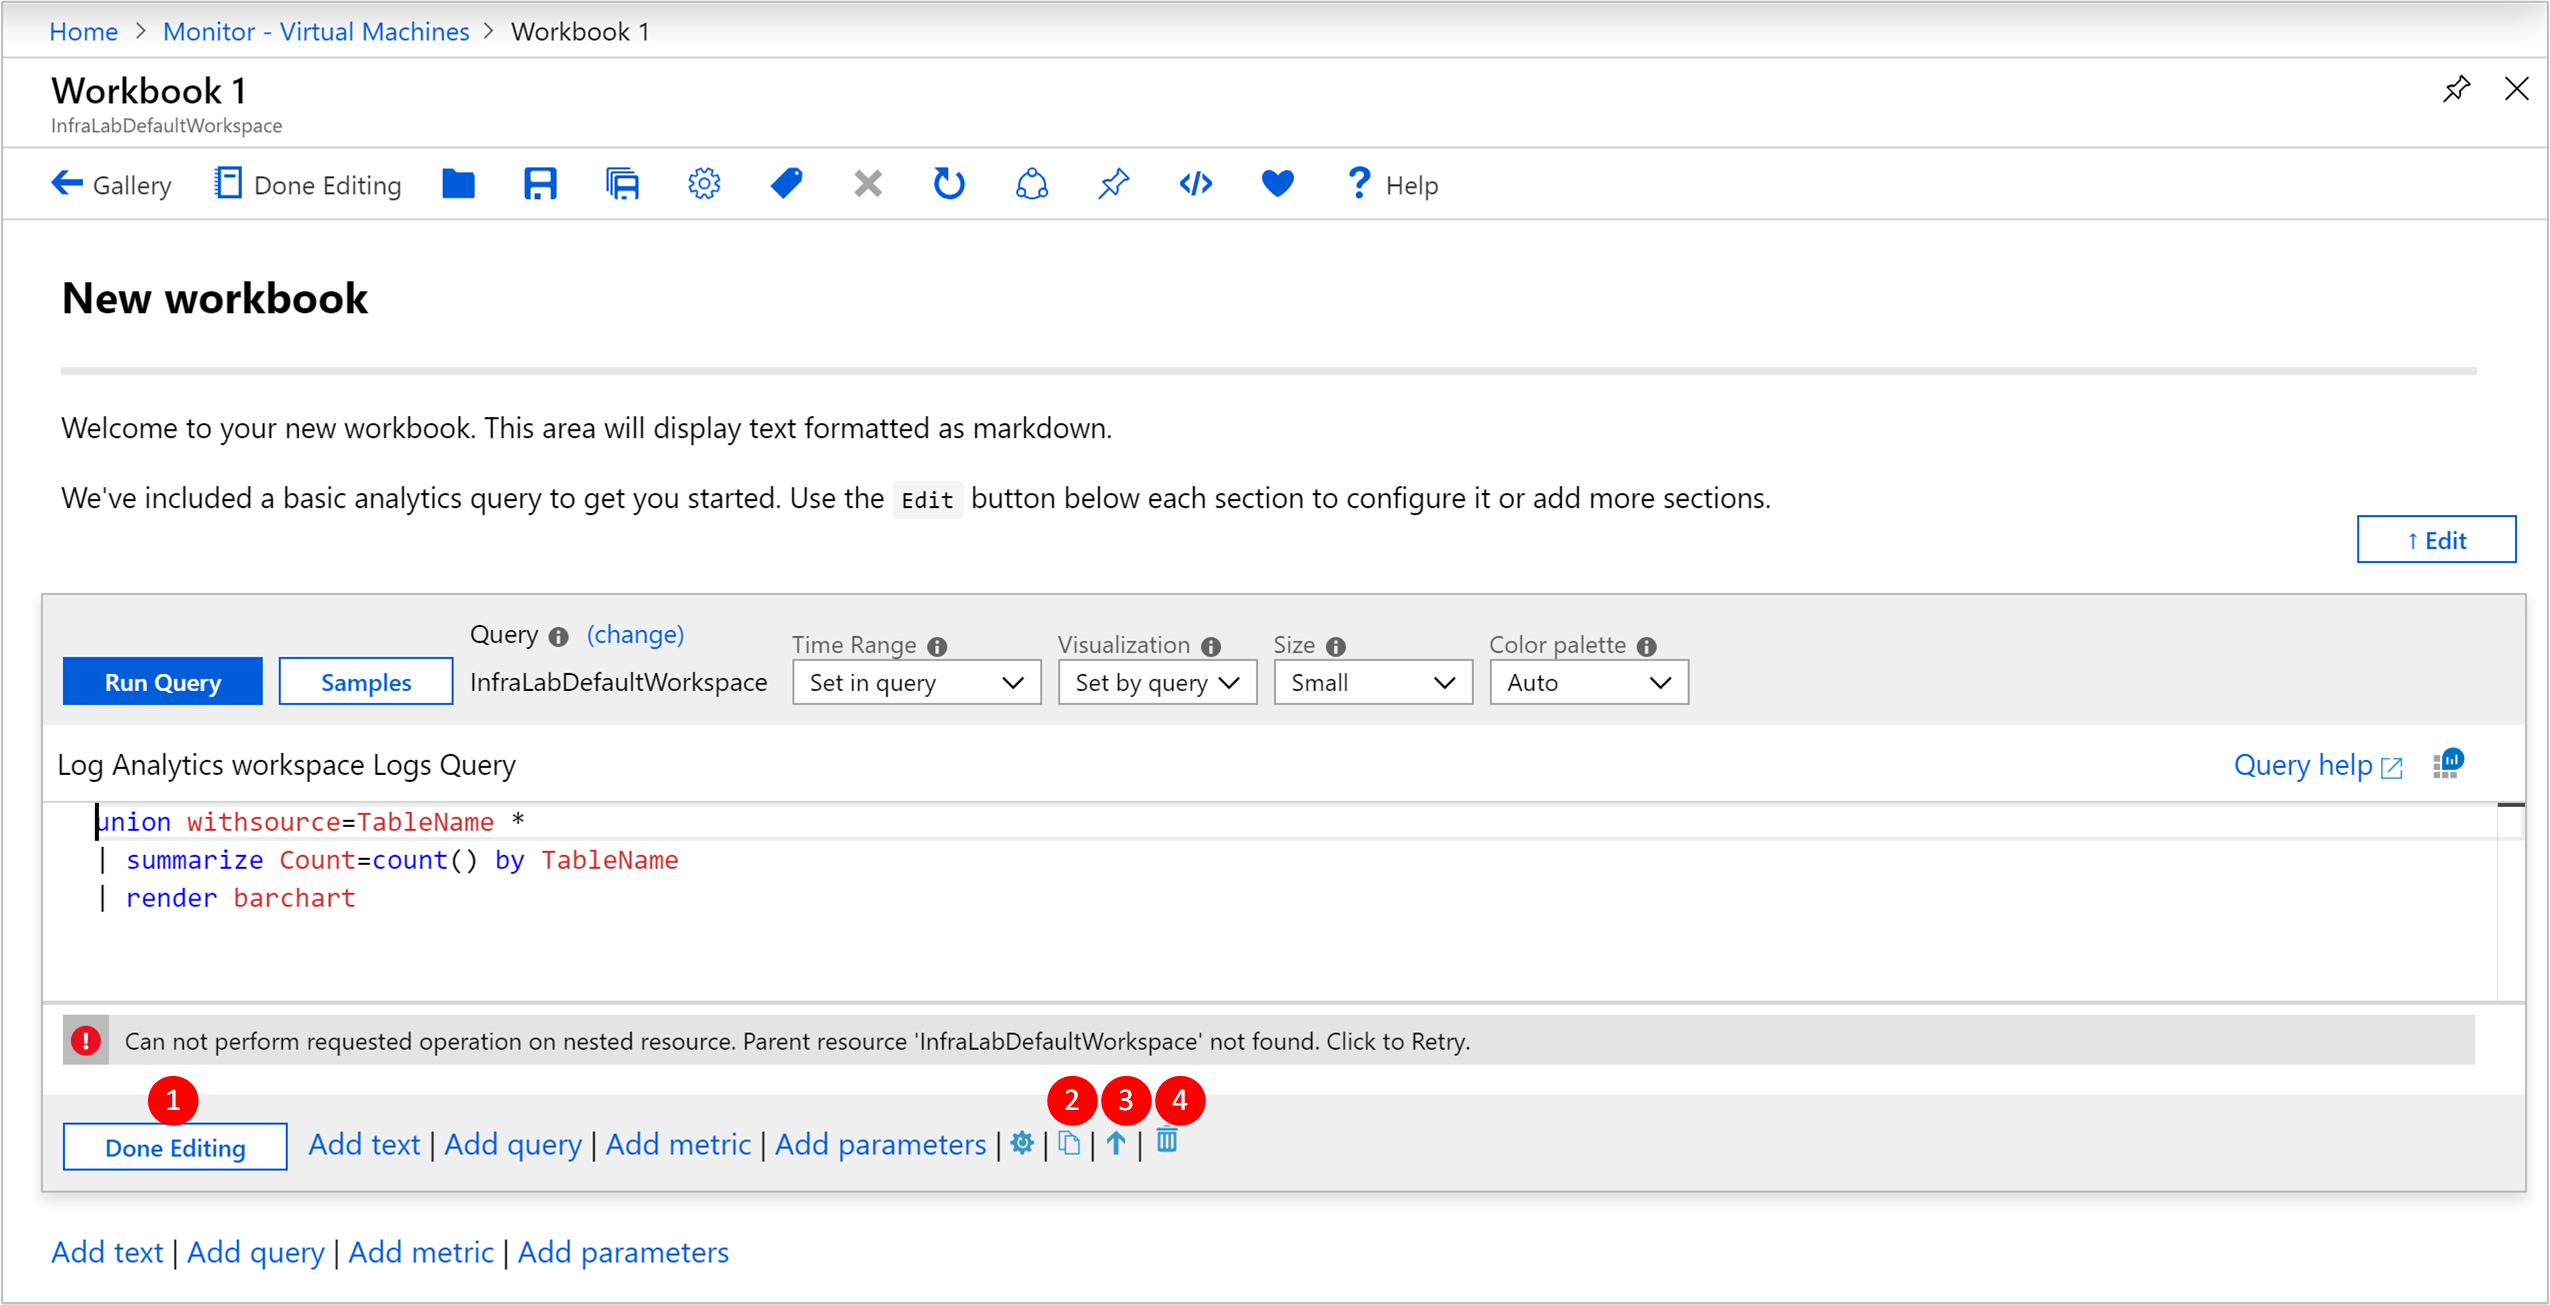 Home > Monitor - Virtual Machines > Workbook 1
Workbook 1
InfraLabDefaultWorkspace
Gallery Done Editing ? Help
New workbook
Welcome to your new workbook. This area will display text formatted as markdown.
We've included a basic analytics query to get you started. Use the Edit button below each section to configure it or add more sections.
↑ Edit
Query (change) Time Range Visualization Size Color palette
Run Query Samples InfraLabDefaultWorkspace Set in query Set by query Small Auto
Log Analytics workspace Logs Query Query help
union withsource=TableName *
| summarize Count=count() by TableName
| render barchart
! Can not perform requested operation on nested resource. Parent resource 'InfraLabDefaultWorkspace' not found. Click to Retry.
1 2 3 4
Done Editing Add text | Add query | Add metric | Add parameters | | | |
Add text | Add query | Add metric | Add parameters